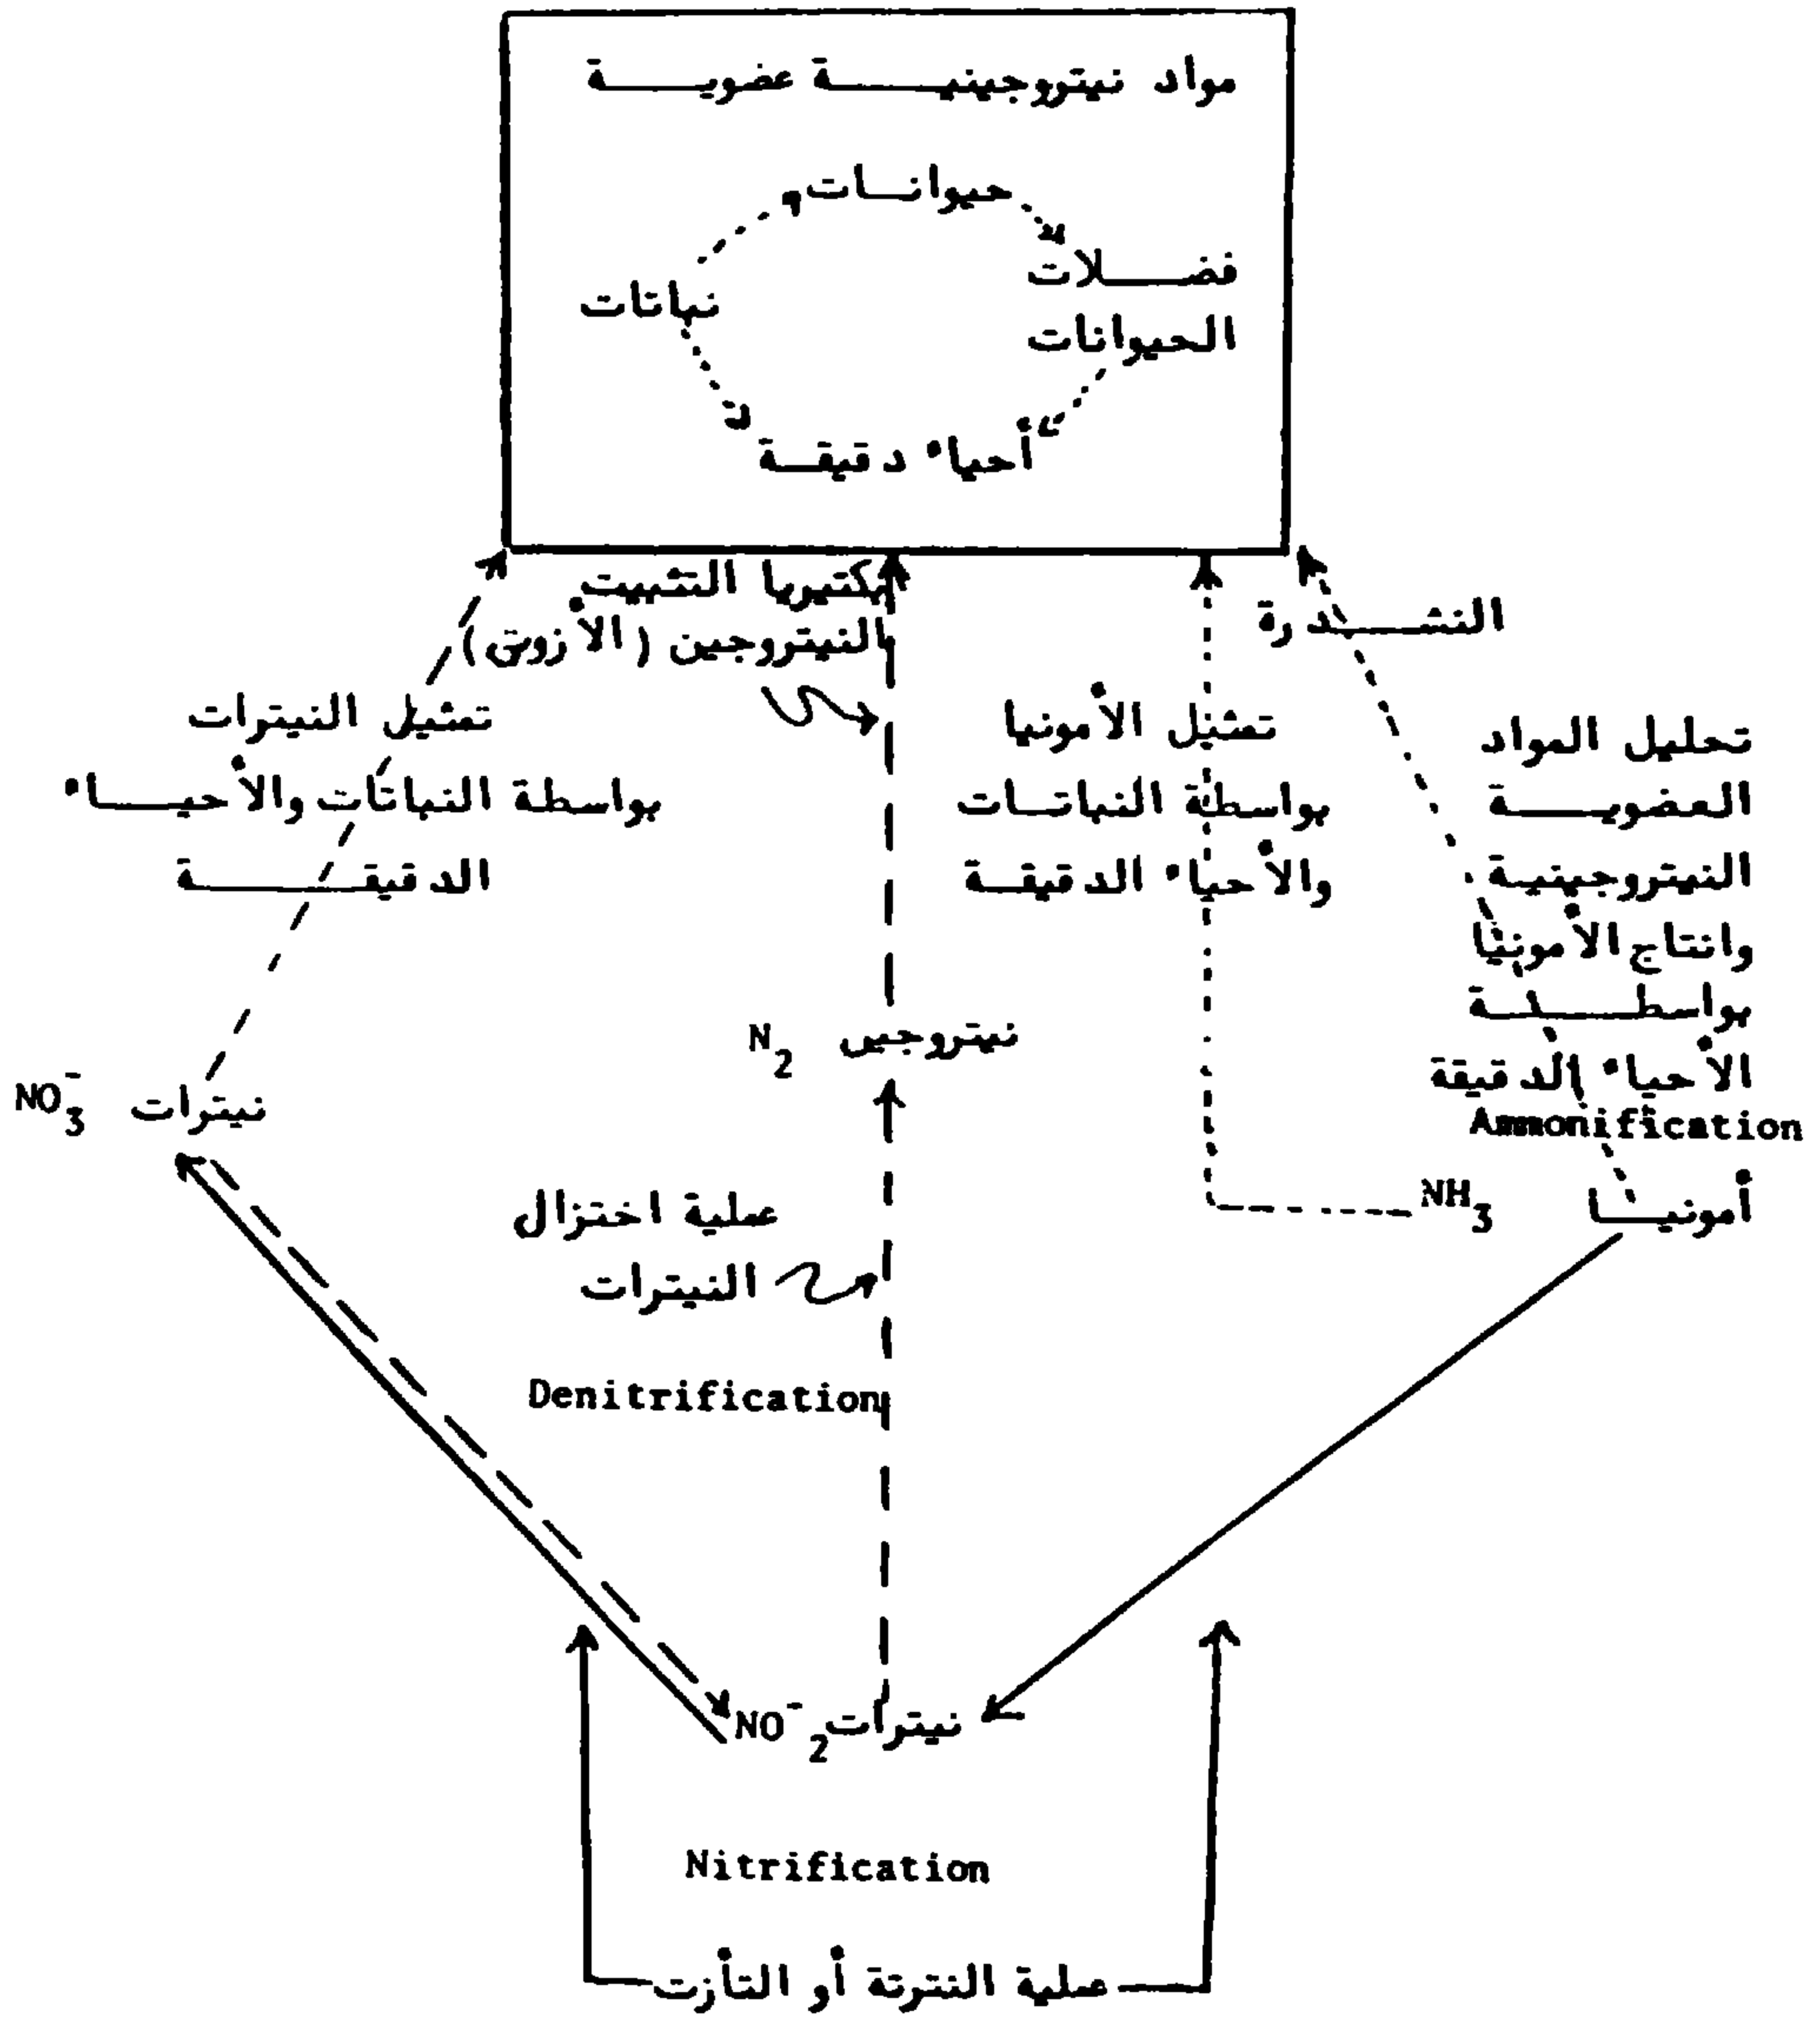 مواد نيتروجينية عضوية
حيوانات
فضلات
الحيوانات
نباتات
أحياء دقيقة
بكتيريا التثبيت
النيتروجين (الأزوتي)
النشدرة
تمثيل النيترات
بواسطة النباتات والأحياء
الدقيقة
تمثيل الأمونيا
بواسطة النباتات
والأحياء الدقيقة
تحليل المواد
العضوية
النيتروجينية
وانتاج الأمونيا
بواسطة
الأحياء الدقيقة
Ammonification
نيتروجين N2
نيترات NO3-
أمونيا NH3
عملية اختزال
النيترات
Denitrification
نيترات NO-2
Nitrification
عملية النترتة أو التأزت